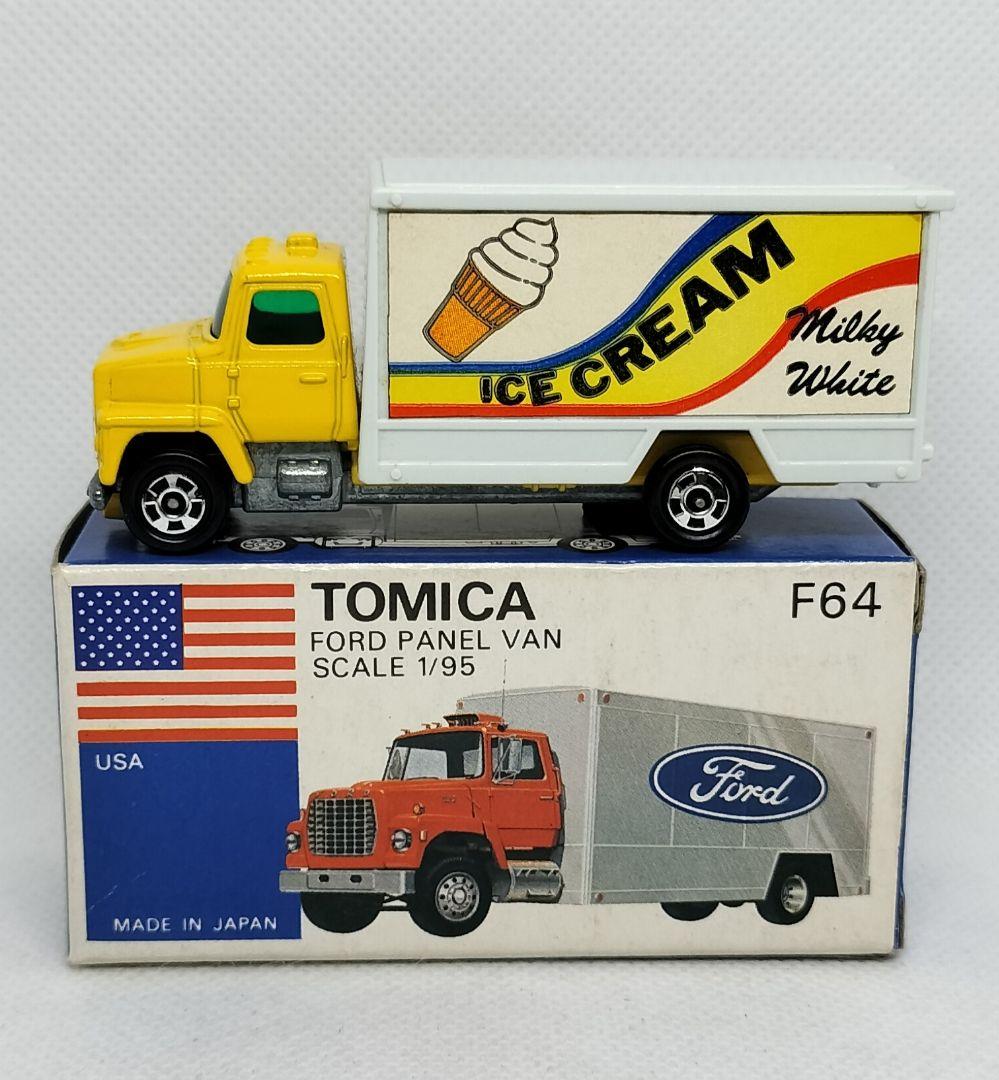 ICE CREAM
Milky
White
TOMICA
F64
FORD PANEL VAN
SCALE 1/95
USA
Ford
MADE IN JAPAN